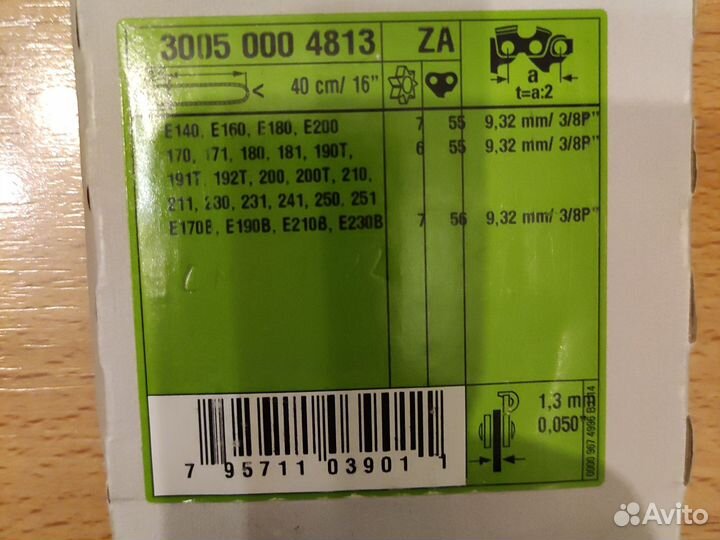 3005 000 4813 ZA
40 cm/ 16"
a
t=a:2
E140, E160, E180, E200 7 55 9,32 mm/ 3/8P"
170, 171, 180, 181, 190T, 6 55 9,32 mm/ 3/8P"
191T, 192T, 200, 200T, 210,
211, 230, 231, 241, 250, 251
E170B, E190B, E210B, E230B 7 56 9,32 mm/ 3/8P"
1,3 mm
0,050"
7 95711 03901 1
0000 967 4996
Avito